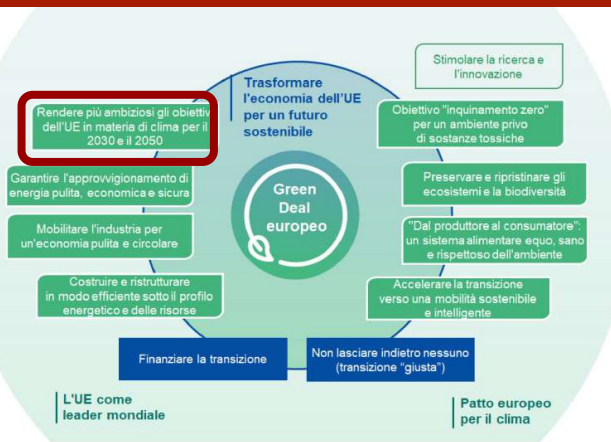 Stimolare la ricerca e
l'innovazione
Trasformare
l'economia dell'UE
per un futuro
sostenibile
Rendere più ambiziosi gli obiettivi
dell'UE in materia di clima per il
2030 e il 2050
Obiettivo "inquinamento zero"
per un ambiente privo
di sostanze tossiche
Garantire l'approvvigionamento di
energia pulita, economica e sicura
Green
Deal
europeo
Preservare e ripristinare gli
ecosistemi e la biodiversità
Mobilitare l'industria per
un'economia pulita e circolare
"Dal produttore al consumatore":
un sistema alimentare equo, sano
e rispettoso dell'ambiente
Costruire e ristrutturare
in modo efficiente sotto il profilo
energetico e delle risorse
Accelerare la transizione
verso una mobilità sostenibile
e intelligente
Finanziare la transizione
Non lasciare indietro nessuno
(transizione "giusta")
L'UE come
leader mondiale
Patto europeo
per il clima